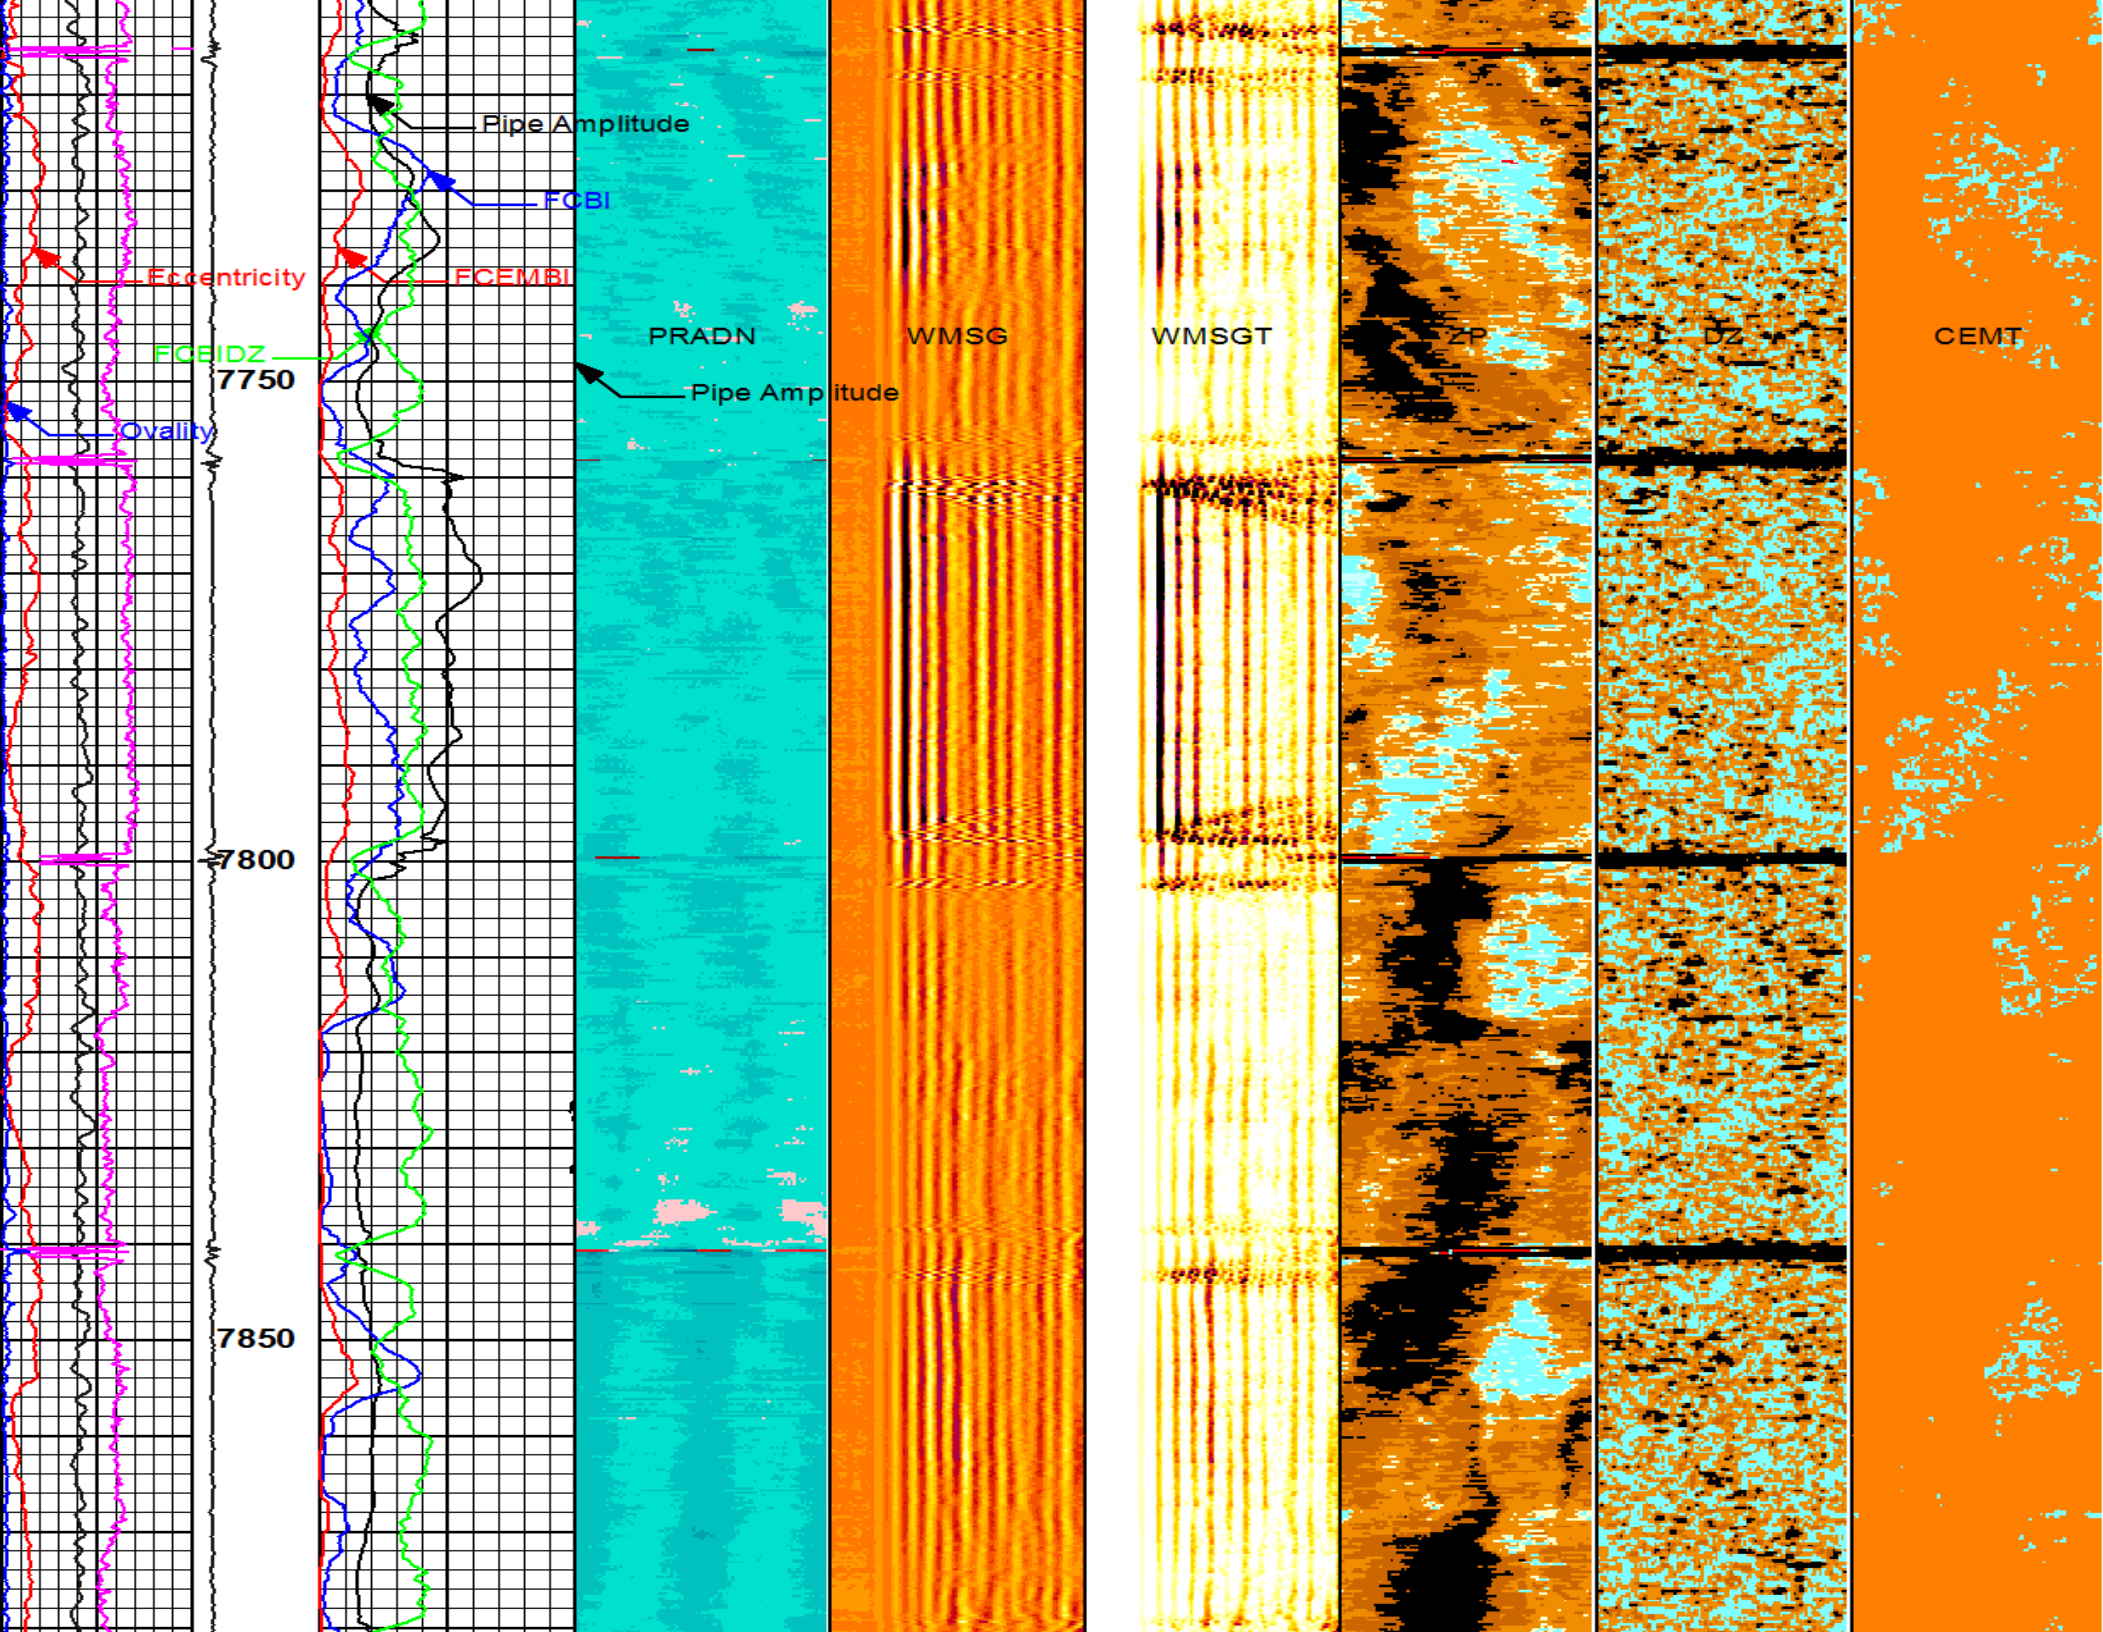 Pipe Amplitude
FCBI
Eccentricity
FCEMBI
PRADN
WMSG
WMSGT
ZP
DZ
CEMT
FCBIDZ
7750
Pipe Amplitude
Ovality
7800
7850